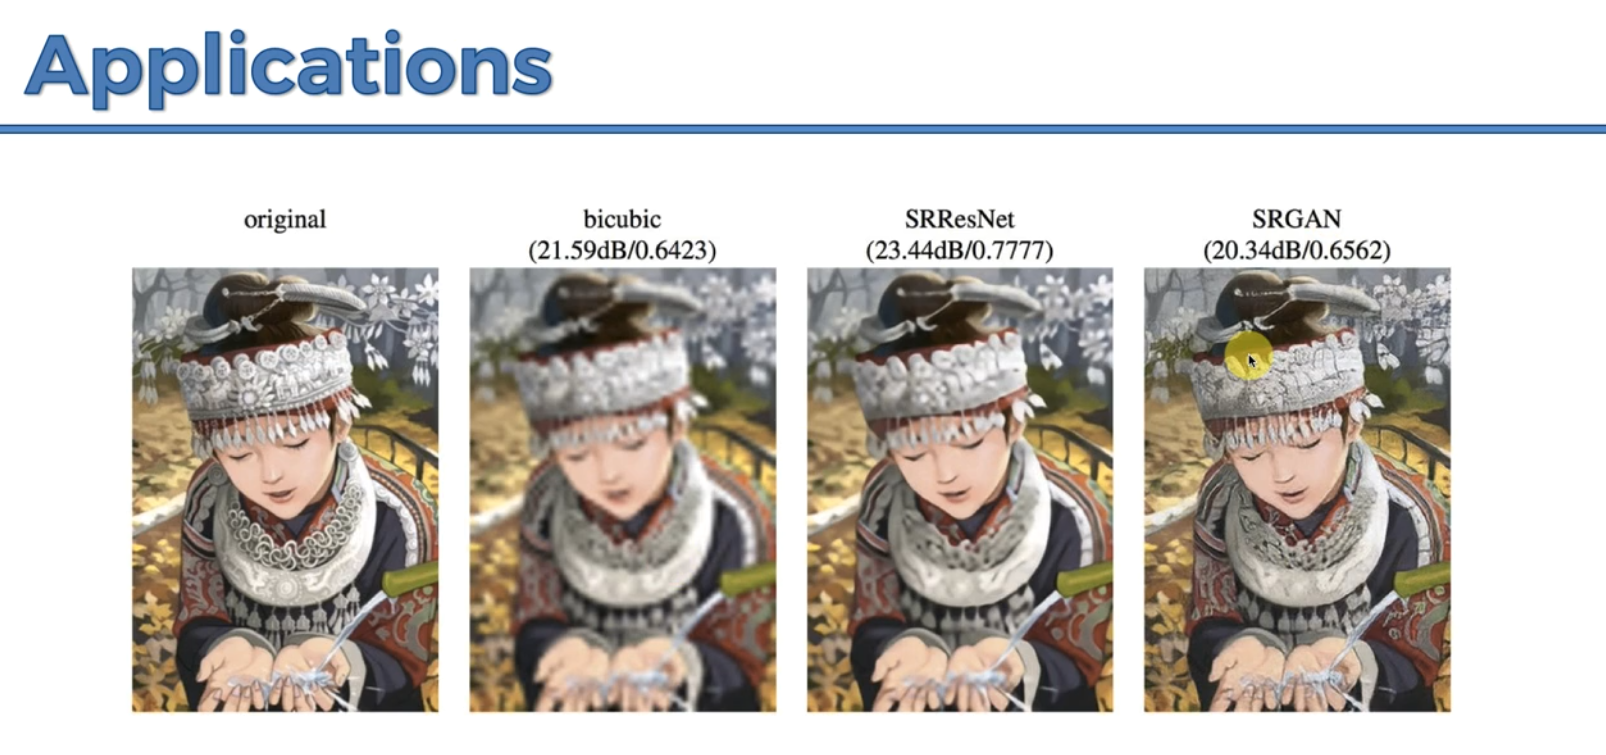 Applications
original
bicubic
(21.59dB/0.6423)
SRResNet
(23.44dB/0.7777)
SRGAN
(20.34dB/0.6562)